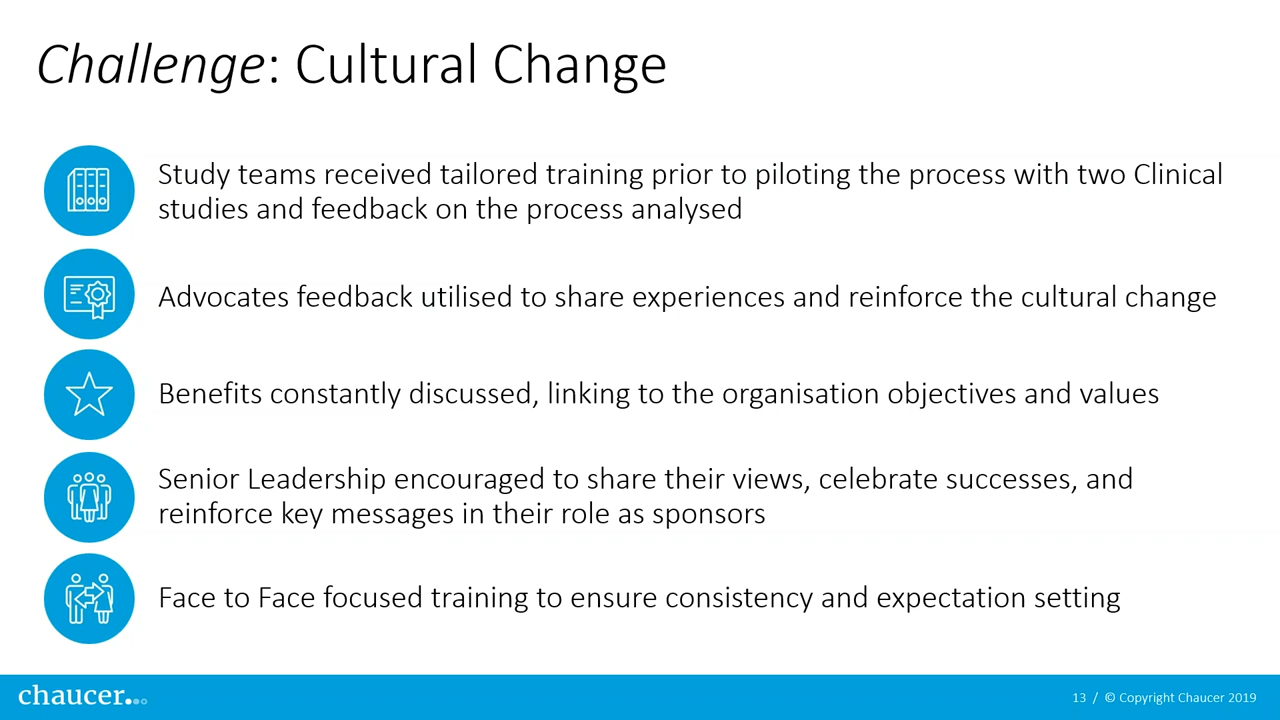 Challenge: Cultural Change
Study teams received tailored training prior to piloting the process with two Clinical
studies and feedback on the process analysed
Advocates feedback utilised to share experiences and reinforce the cultural change
Benefits constantly discussed, linking to the organisation objectives and values
Senior Leadership encouraged to share their views, celebrate successes, and
reinforce key messages in their role as sponsors
Face to Face focused training to ensure consistency and expectation setting
chaucer...
13 / © Copyright Chaucer 2019